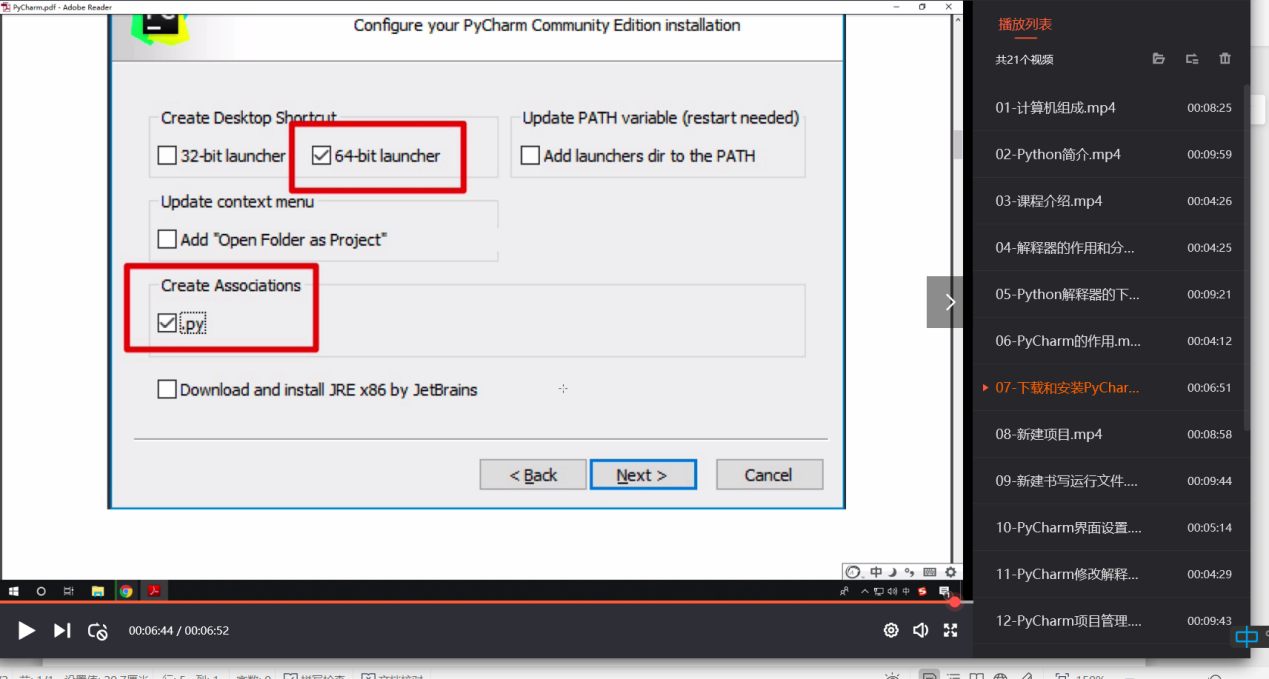 PyCharm.pdf - Adobe Reader
Configure your PyCharm Community Edition installation
Create Desktop Shortcut
Update PATH variable (restart needed)
32-bit launcher
64-bit launcher
Add launchers dir to the PATH
Update context menu
Add "Open Folder as Project"
Create Associations
.py
Download and install JRE x86 by JetBrains
< Back
Next >
Cancel
中
中
00:06:44 / 00:06:52
播放列表
共21个视频
01-计算机组成.mp4 00:08:25
02-Python简介.mp4 00:09:59
03-课程介绍.mp4 00:04:26
04-解释器的作用和分... 00:04:25
05-Python解释器的下... 00:09:21
06-PyCharm的作用.m... 00:04:12
07-下载和安装PyChar... 00:06:51
08-新建项目.mp4 00:08:58
09-新建书写运行文件.... 00:09:44
10-PyCharm界面设置.... 00:05:14
11-PyCharm修改解释... 00:04:29
12-PyCharm项目管理.... 00:09:43
中